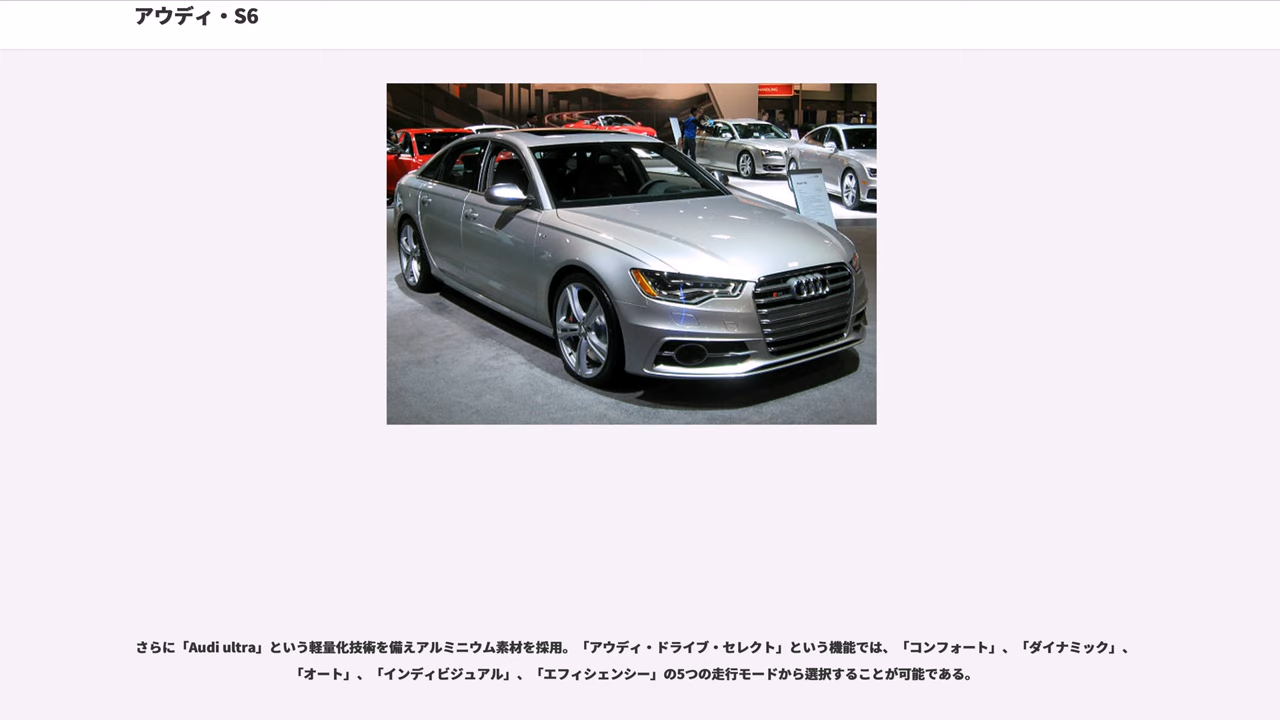 アウディ・S6
HANDLING
さらに「Audi ultra」という軽量化技術を備えアルミニウム素材を採用。「アウディ・ドライブ・セレクト」という機能では、「コンフォート」、「ダイナミック」、
「オート」、「インディビジュアル」、「エフィシェンシー」の5つの走行モードから選択することが可能である。